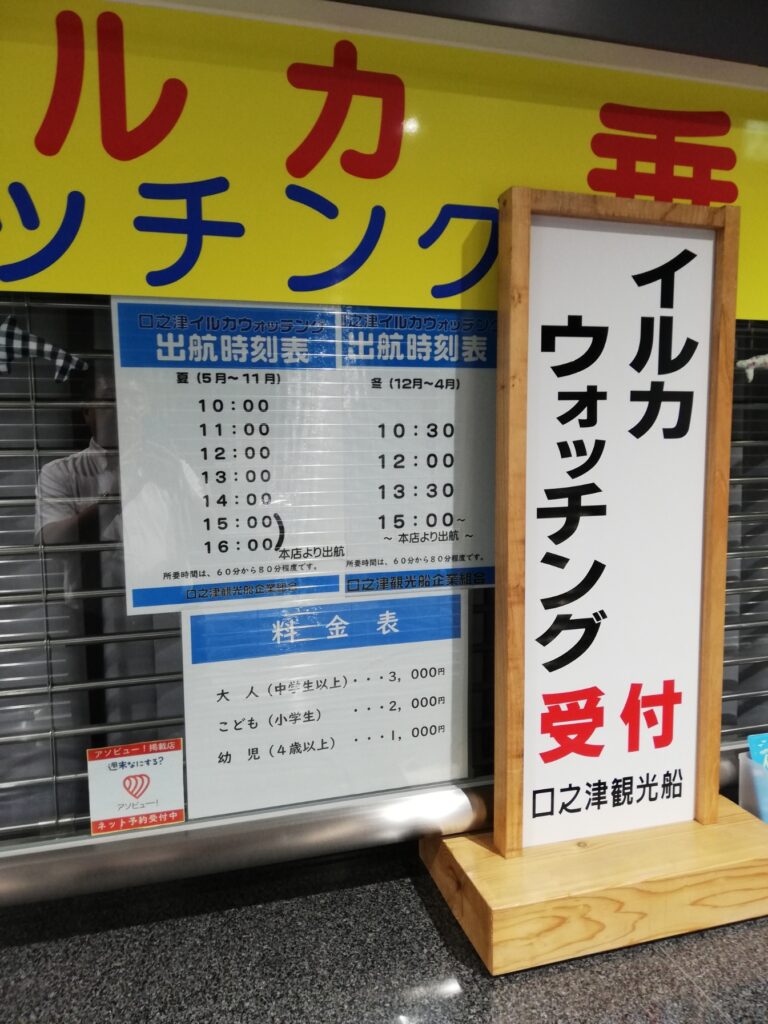 ルカ 乗
ッチング
口之津イルカウォッチング
出航時刻表
夏（5月～11月）
10：00
11：00
12：00
13：00
14：00
15：00
16：00
本店より出航
所要時間は、60分から80分程度です。
口之津観光船企業組合
口之津イルカウォッチング
出航時刻表
冬（12月～4月）
10：30
12：00
13：30
15：00～
～ 本店より出航 ～
所要時間は、60分から80分程度です。
口之津観光船企業組合
料金表
大 人（中学生以上）・・・3，000円
こども（小学生） ・・・2，000円
幼 児（4歳以上） ・・・1，000円
アソビュー！掲載店
週末なにする？
アソビュー！
ネット予約受付中
イルカ
ウォッチング
受付
口之津観光船